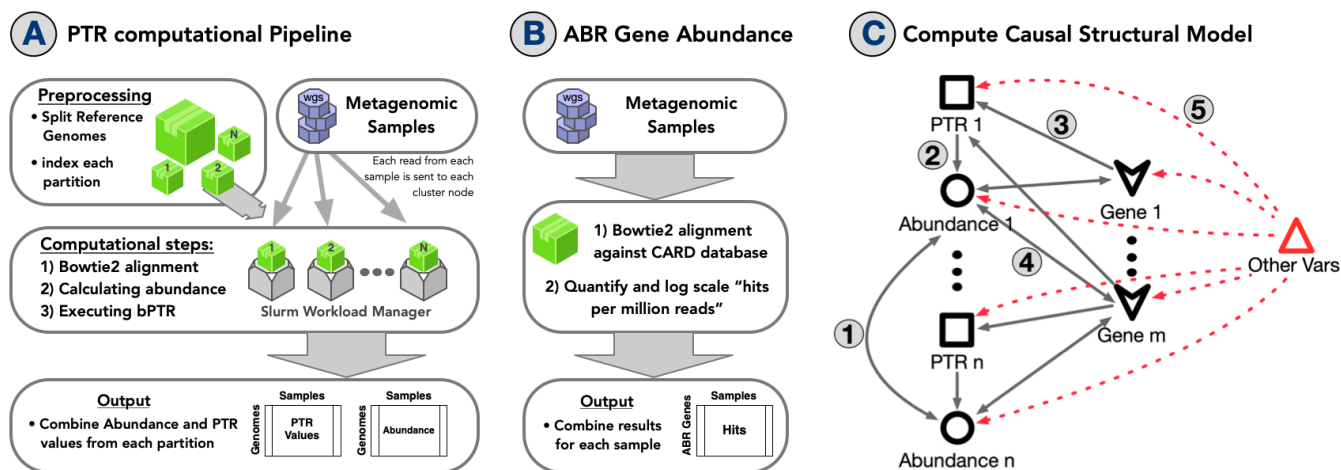 A PTR computational Pipeline
Preprocessing
• Split Reference
Genomes
• index each
partition
N
1
2
wgs
Metagenomic
Samples
Each read from each
sample is sent to each
cluster node
Computational steps:
1) Bowtie2 alignment
2) Calculating abundance
3) Executing bPTR
1
2
N
Slurm Workload Manager
Output
• Combine Abundance and PTR
values from each partition
Samples
Genomes
PTR
Values
Samples
Genomes
Abundance
B ABR Gene Abundance
wgs
Metagenomic
Samples
1) Bowtie2 alignment
against CARD database
2) Quantify and log scale “hits
per million reads”
Output
• Combine results
for each sample
Samples
ABR Genes
Hits
C Compute Causal Structural Model
PTR 1
3
5
2
Abundance 1
Gene 1
4
Other Vars
1
PTR n
Gene m
Abundance n